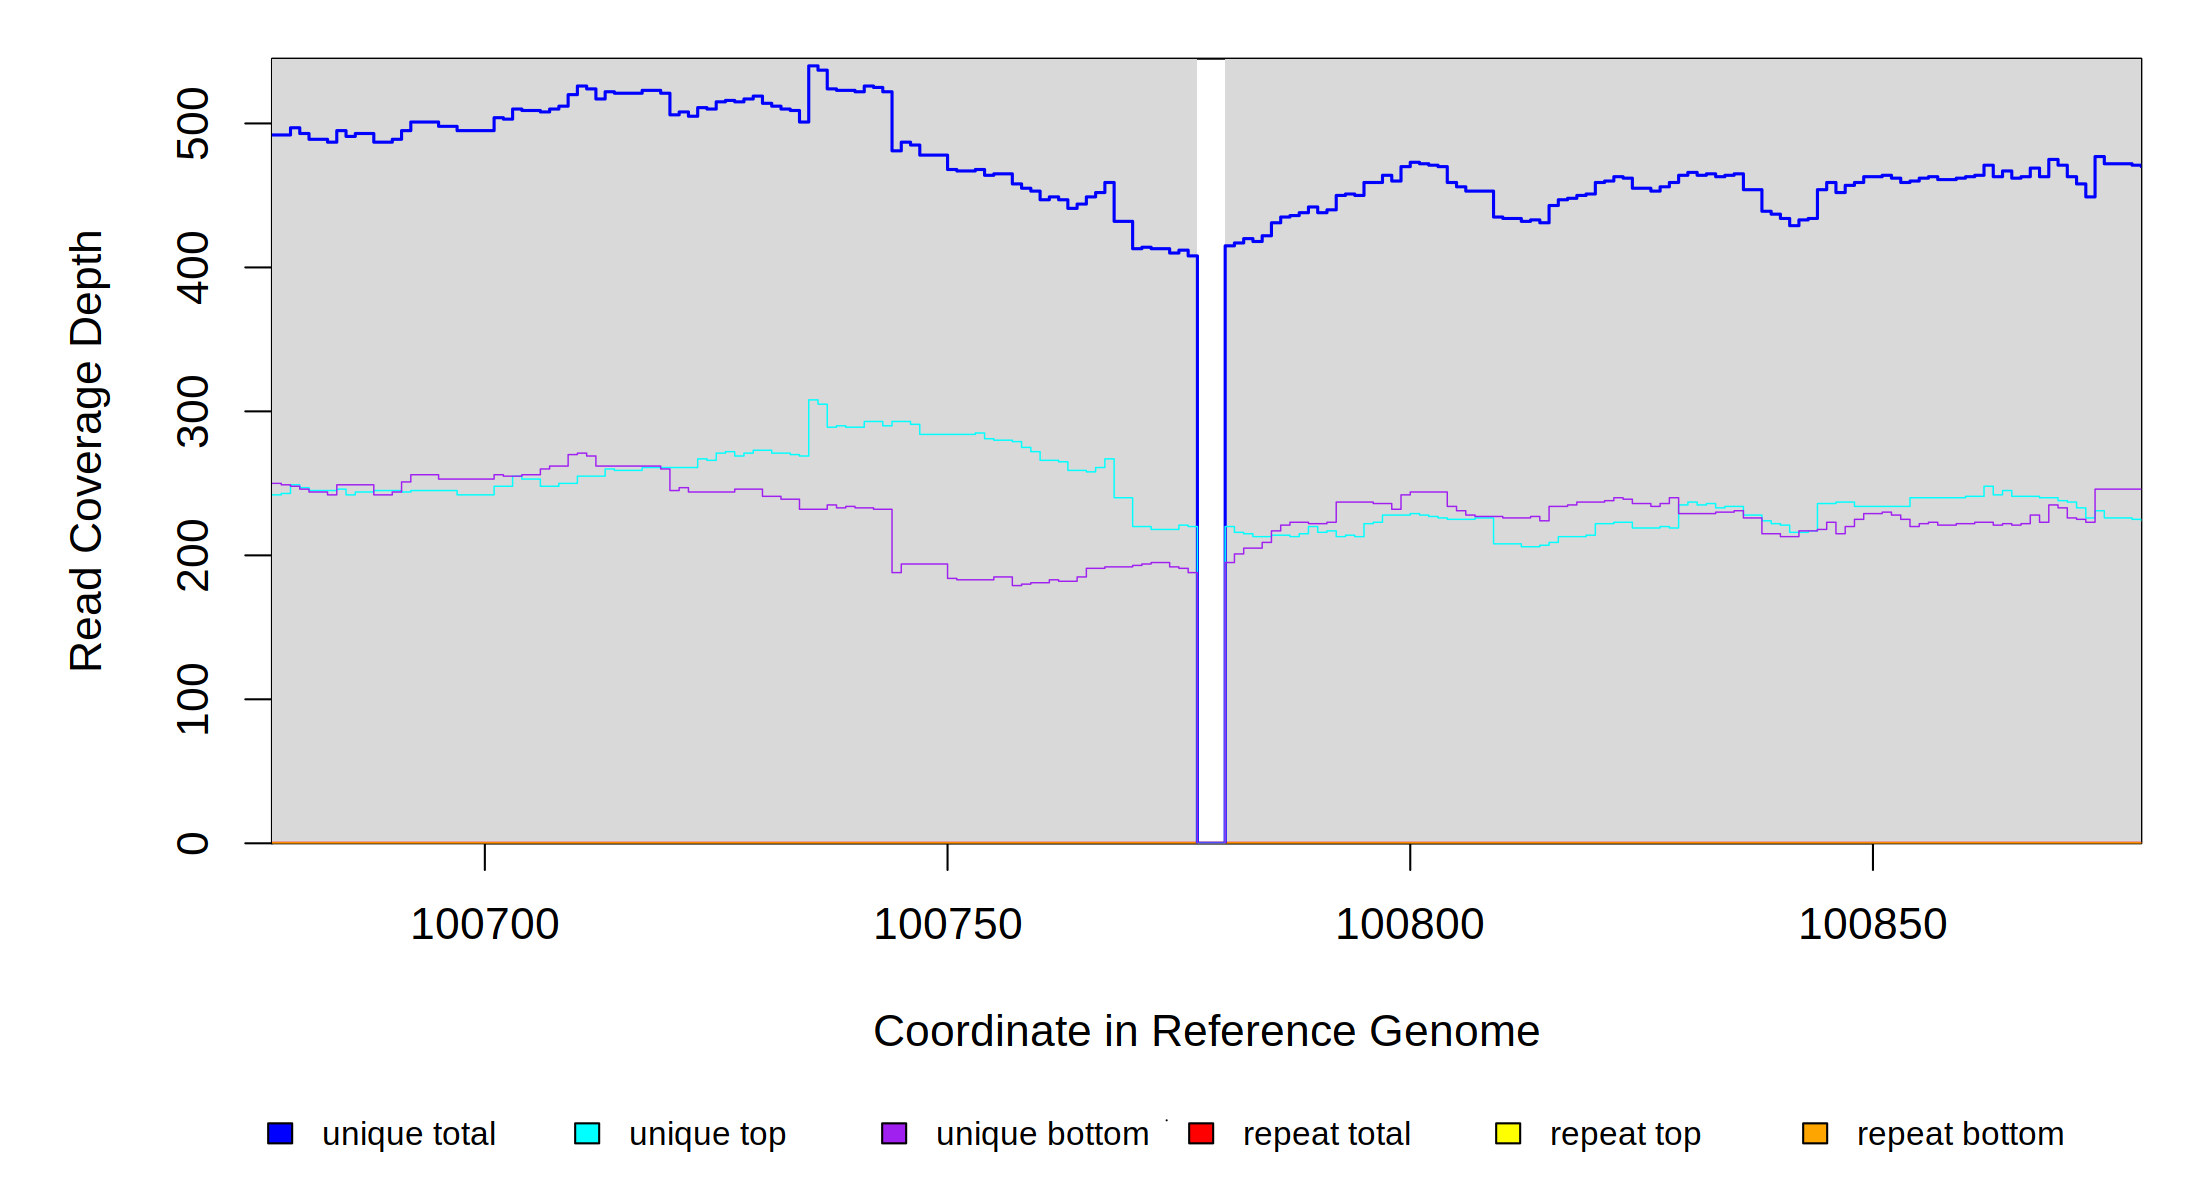 Read Coverage Depth
500
400
300
200
100
0
100700 100750 100800 100850
Coordinate in Reference Genome
unique total unique top unique bottom repeat total repeat top repeat bottom